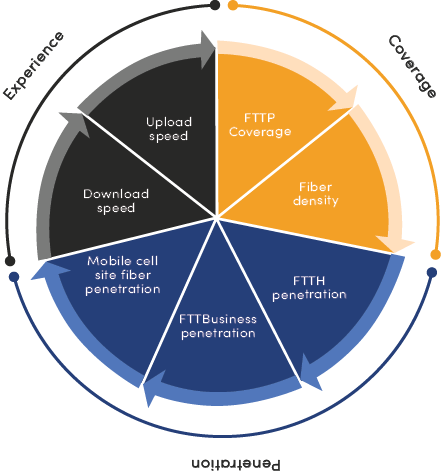 Experience
Coverage
Upload
speed
FTTP
Coverage
Download
speed
Fiber
density
Mobile cell
site fiber
penetration
FTTBusiness
penetration
FTTH
penetration
Penetration